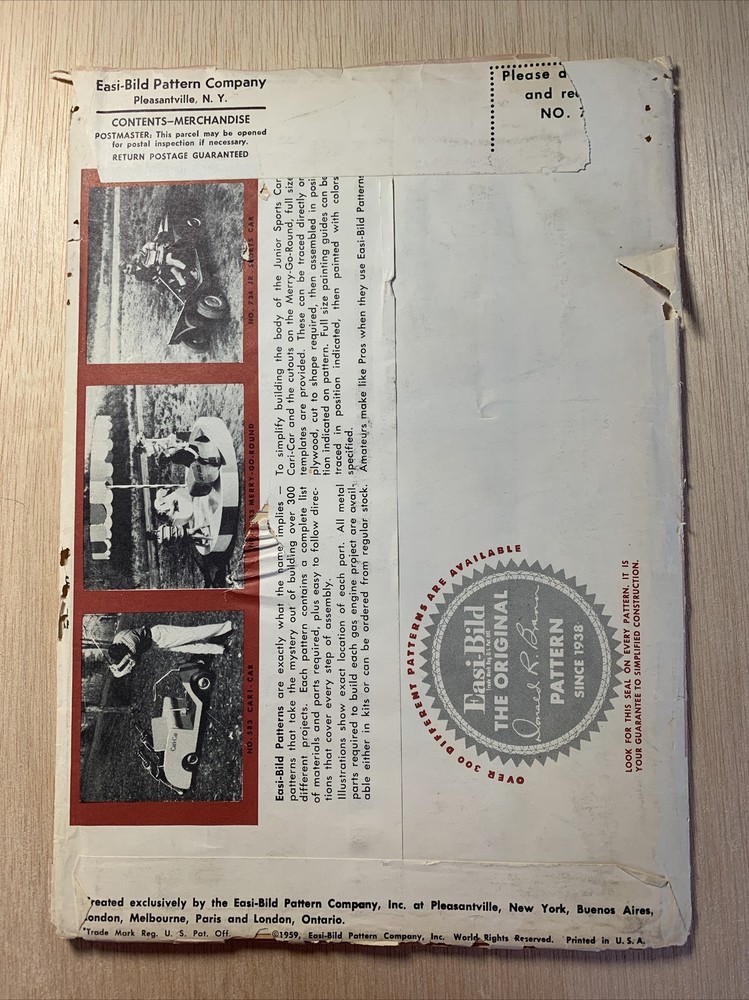 Easi-Bild Pattern Company
Pleasantville, N. Y.
CONTENTS—MERCHANDISE
POSTMASTER: This parcel may be opened
for postal inspection if necessary.
RETURN POSTAGE GUARANTEED
Please
and
NO.
NO. 583 CARI-CAR
MERRY-GO-ROUND
NO. 754 JR. SPORTS CAR
Easi-Bild Patterns are exactly what the name implies —
patterns that take the mystery out of building over 300
different projects. Each pattern contains a complete list
of materials and parts required, plus easy to follow direc-
tions that cover every step of assembly.
Illustrations show exact location of each part. All metal
parts required to build each gas engine project are avail-
able either in kits or can be ordered from regular stock.
To simplify building the body of the Junior Sports Car
Cari-Car and the cutouts on the Merry-Go-Round, full size
templates are provided. These can be traced directly on
plywood, cut to shape required, then assembled in posi
tion indicated on pattern. Full size painting guides can be
traced in position indicated, then painted with colors
specified.
Amateurs make like Pros when they use Easi-Bild Patterns
OVER 300 DIFFERENT PATTERNS ARE AVAILABLE
Easi-Bild
THE ORIGINAL
Donald R. Brann
PATTERN
SINCE 1938
LOOK FOR THIS SEAL ON EVERY PATTERN. IT IS
YOUR GUARANTEE TO SIMPLIFIED CONSTRUCTION.
Created exclusively by the Easi-Bild Pattern Company, Inc. at Pleasantville, New York, Buenos Aires,
London, Melbourne, Paris and London, Ontario.
*Trade Mark Reg. U. S. Pat. Off. ©1959, Easi-Bild Pattern Company, Inc. World Rights Reserved. Printed in U. S. A.